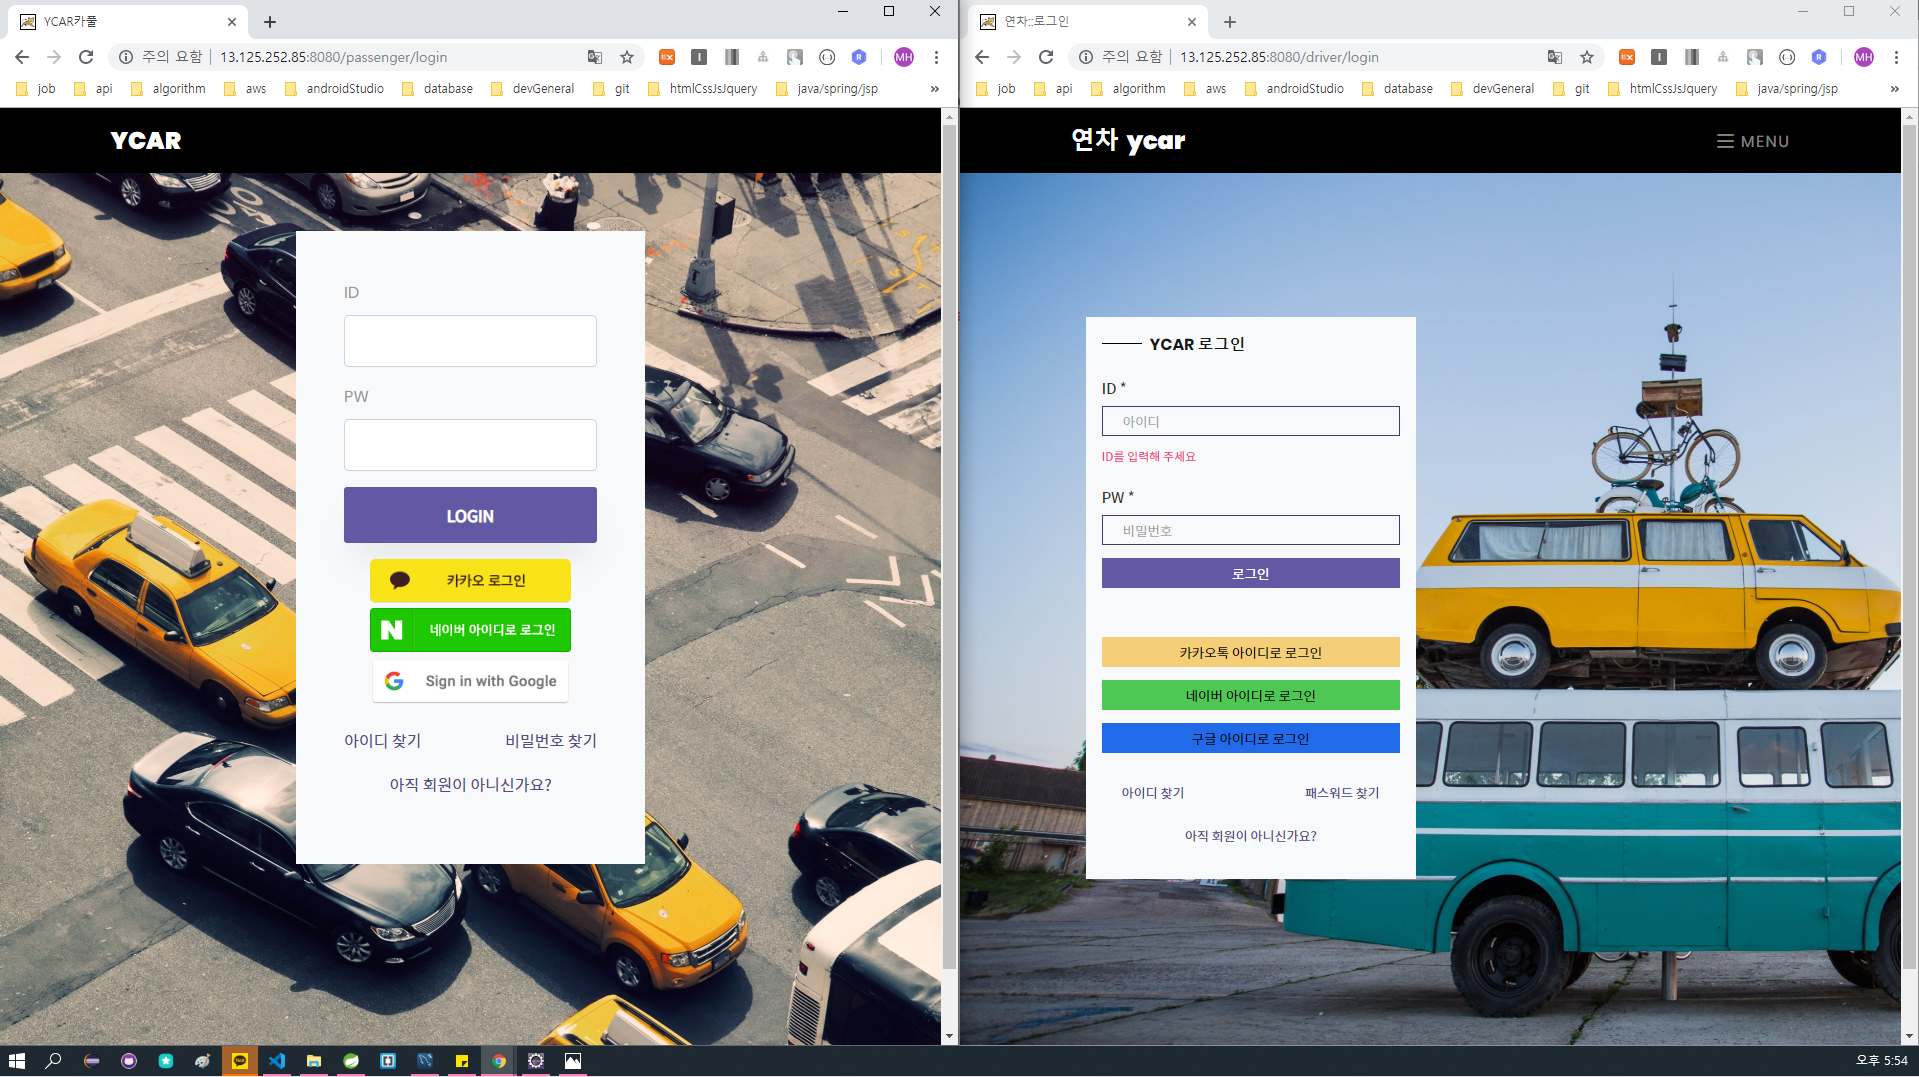 YCAR카풀
주의 요함 | 13.125.252.85:8080/passenger/login
MH
job api algorithm aws androidStudio database devGeneral git htmlCssJsJquery java/spring/jsp »
YCAR
ID
PW
LOGIN
카카오 로그인
N 네이버 아이디로 로그인
G Sign in with Google
아이디 찾기 비밀번호 찾기
아직 회원이 아니신가요?
연차::로그인
주의 요함 | 13.125.252.85:8080/driver/login
MH
job api algorithm aws androidStudio database devGeneral git htmlCssJsJquery java/spring/jsp »
연차 ycar
MENU
YCAR 로그인
ID *
아이디
ID를 입력해 주세요
PW *
비밀번호
로그인
카카오톡 아이디로 로그인
네이버 아이디로 로그인
구글 아이디로 로그인
아이디 찾기 패스워드 찾기
아직 회원이 아니신가요?
오후 5:54